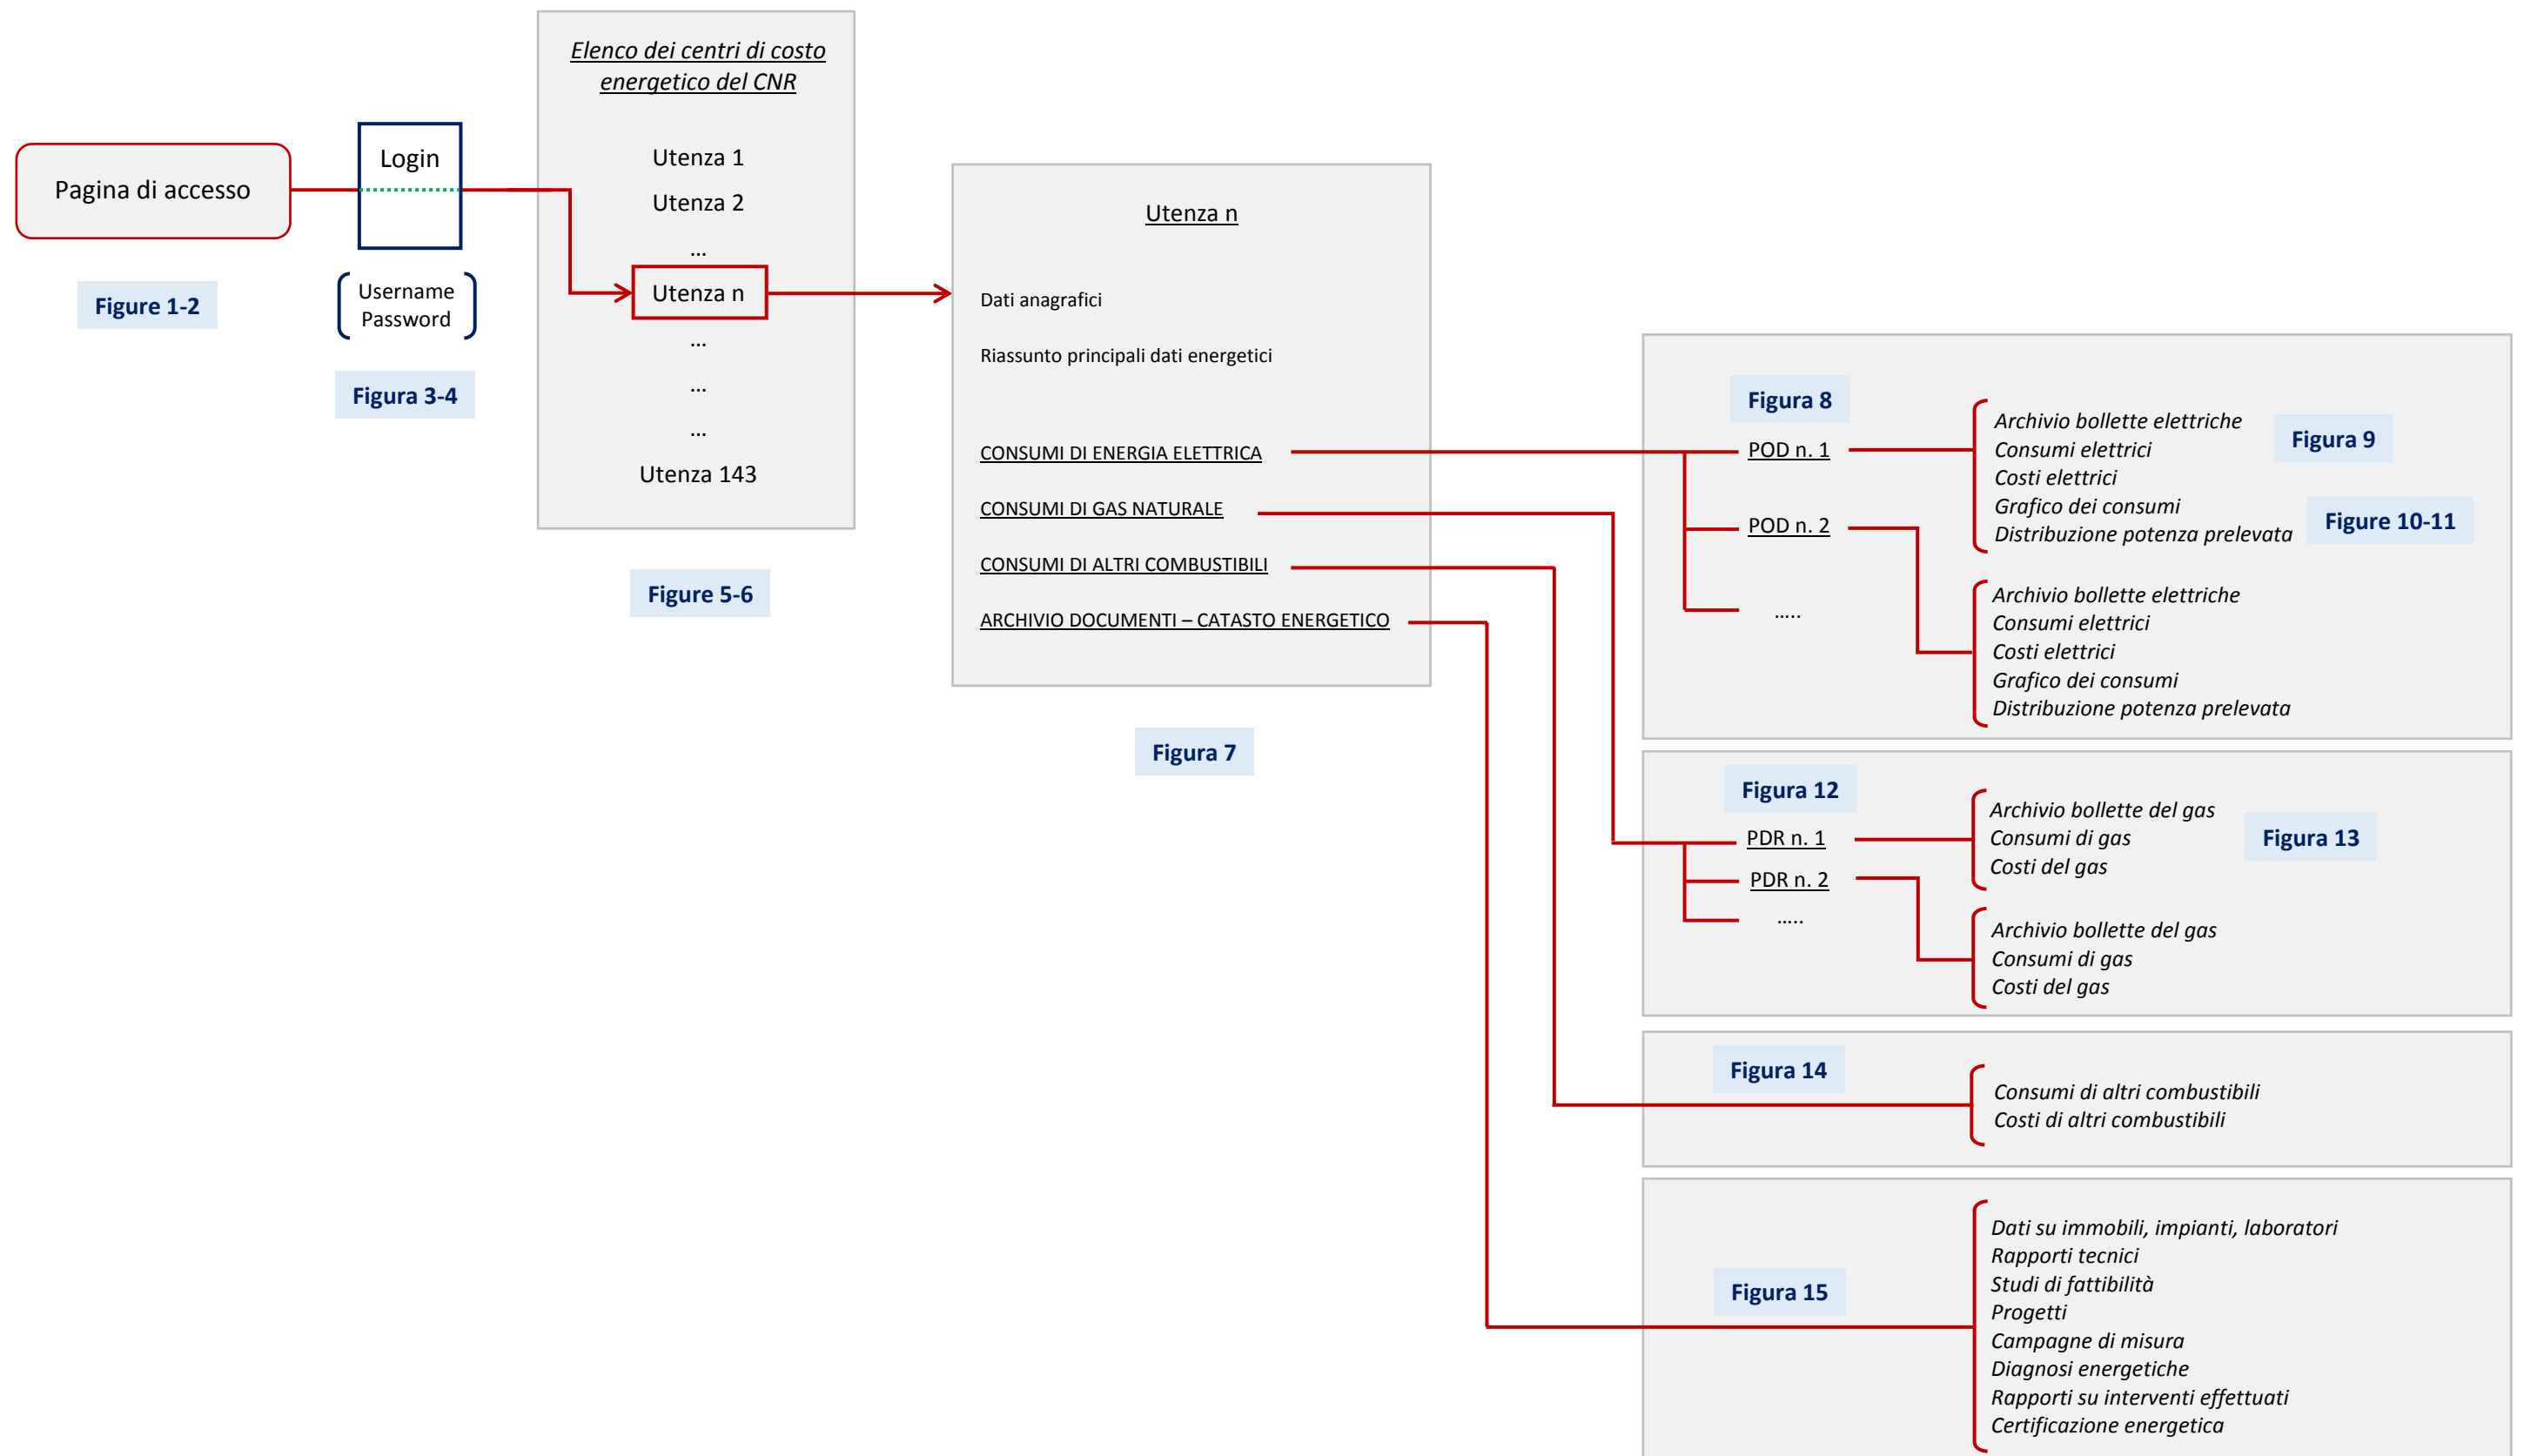 Pagina di accesso
Figure 1-2
Login
Username
Password
Figura 3-4
Elenco dei centri di costo
energetico del CNR
Utenza 1
Utenza 2
...
Utenza n
...
...
...
Utenza 143
Figure 5-6
Utenza n
Dati anagrafici
Riassunto principali dati energetici
CONSUMI DI ENERGIA ELETTRICA
CONSUMI DI GAS NATURALE
CONSUMI DI ALTRI COMBUSTIBILI
ARCHIVIO DOCUMENTI – CATASTO ENERGETICO
Figura 7
Figura 8
POD n. 1
POD n. 2
.....
Archivio bollette elettriche
Consumi elettrici
Costi elettrici
Grafico dei consumi
Distribuzione potenza prelevata
Figura 9
Figure 10-11
Archivio bollette elettriche
Consumi elettrici
Costi elettrici
Grafico dei consumi
Distribuzione potenza prelevata
Figura 12
PDR n. 1
PDR n. 2
.....
Archivio bollette del gas
Consumi di gas
Costi del gas
Figura 13
Archivio bollette del gas
Consumi di gas
Costi del gas
Figura 14
Consumi di altri combustibili
Costi di altri combustibili
Figura 15
Dati su immobili, impianti, laboratori
Rapporti tecnici
Studi di fattibilità
Progetti
Campagne di misura
Diagnosi energetiche
Rapporti su interventi effettuati
Certificazione energetica